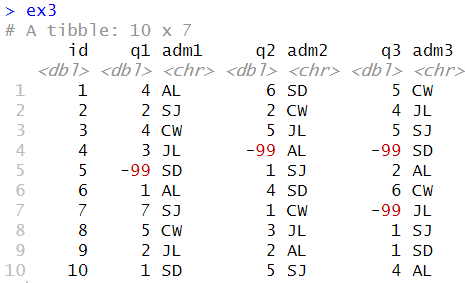 > ex3
# A tibble: 10 x 7
id q1 adm1 q2 adm2 q3 adm3
<dbl> <dbl> <chr> <dbl> <chr> <dbl> <chr>
1 1 4 AL 6 SD 5 CW
2 2 2 SJ 2 CW 4 JL
3 3 4 CW 5 JL 5 SJ
4 4 3 JL -99 AL -99 SD
5 5 -99 SD 1 SJ 2 AL
6 6 1 AL 4 SD 6 CW
7 7 7 SJ 1 CW -99 JL
8 8 5 CW 3 JL 1 SJ
9 9 2 JL 2 AL 1 SD
10 10 1 SD 5 SJ 4 AL